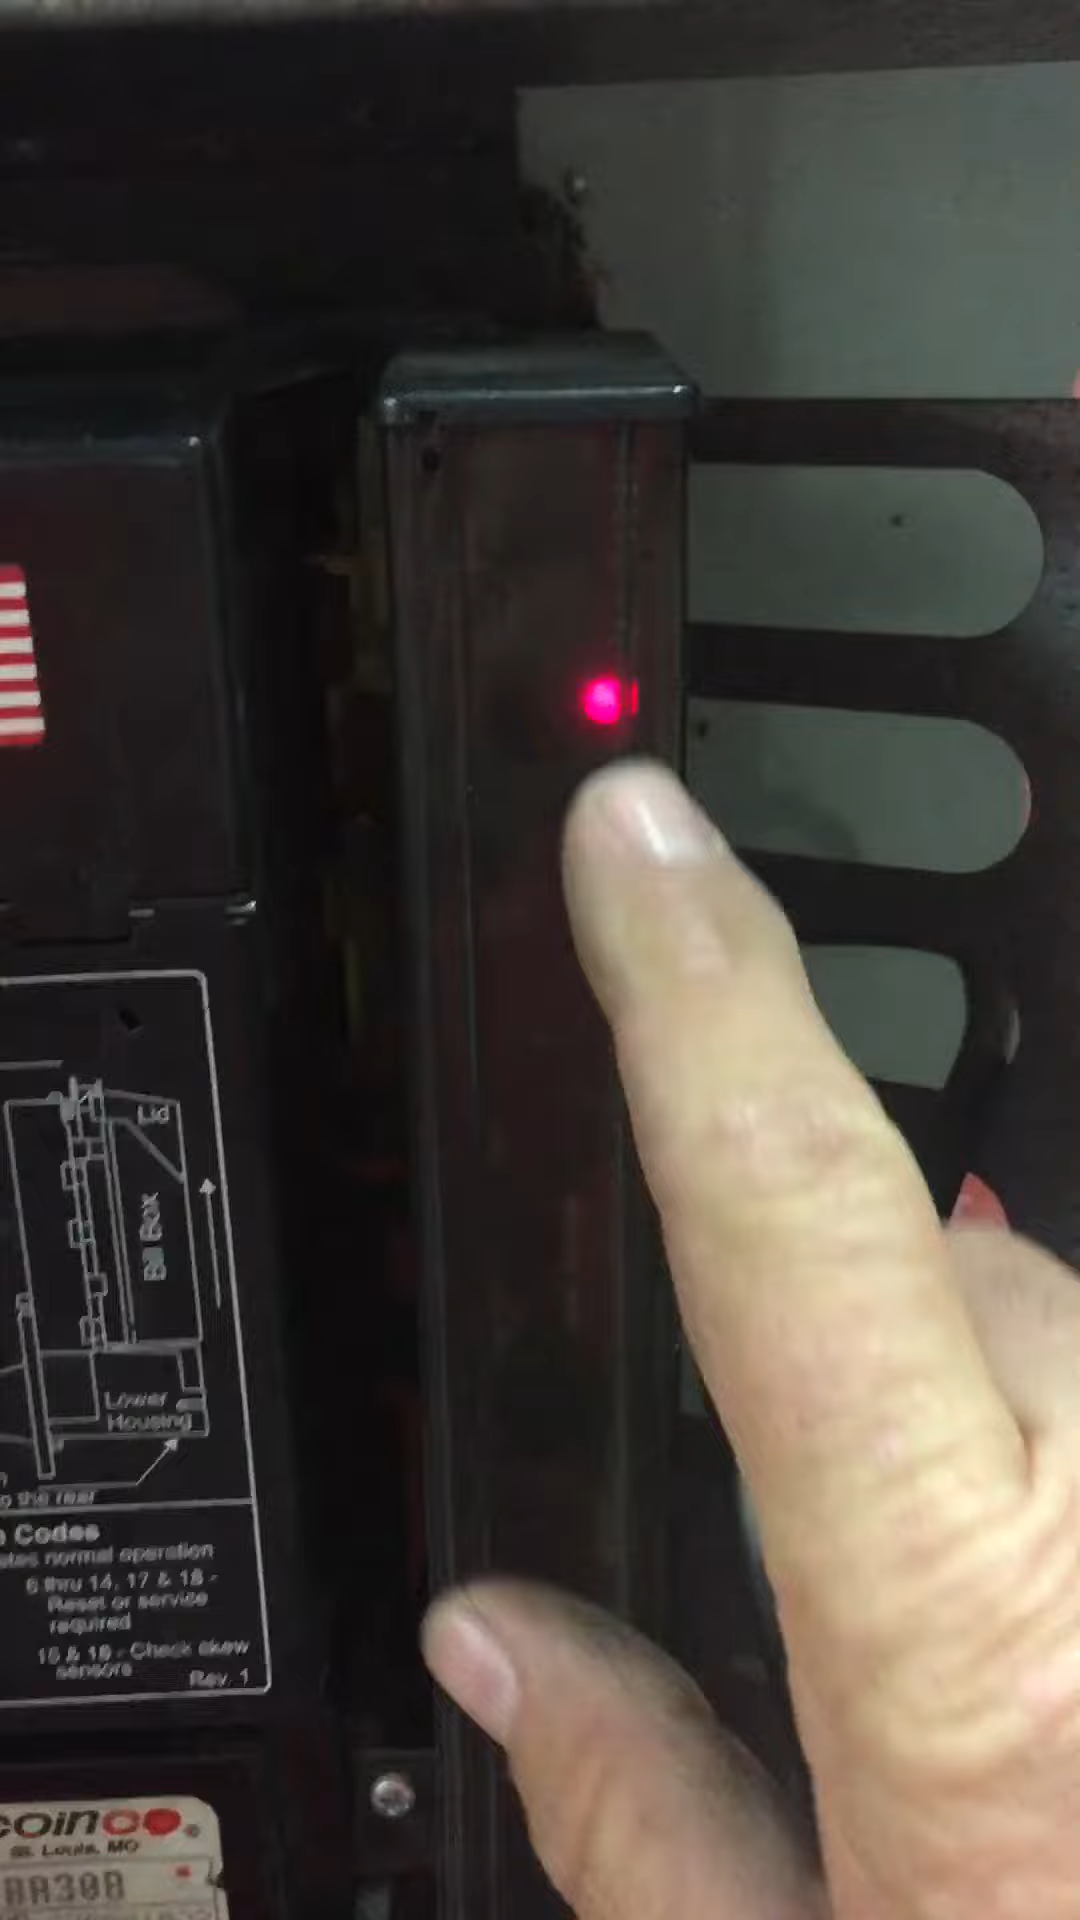 Lid
Bill Box
Lower
Housing
to the rear
Codes
normal operation
6 thru 14, 17 & 18 -
Reset or service
required
15 & 16 - Check skew
sensors
Rev. 1
coinco
St. Louis, MO
BA30B